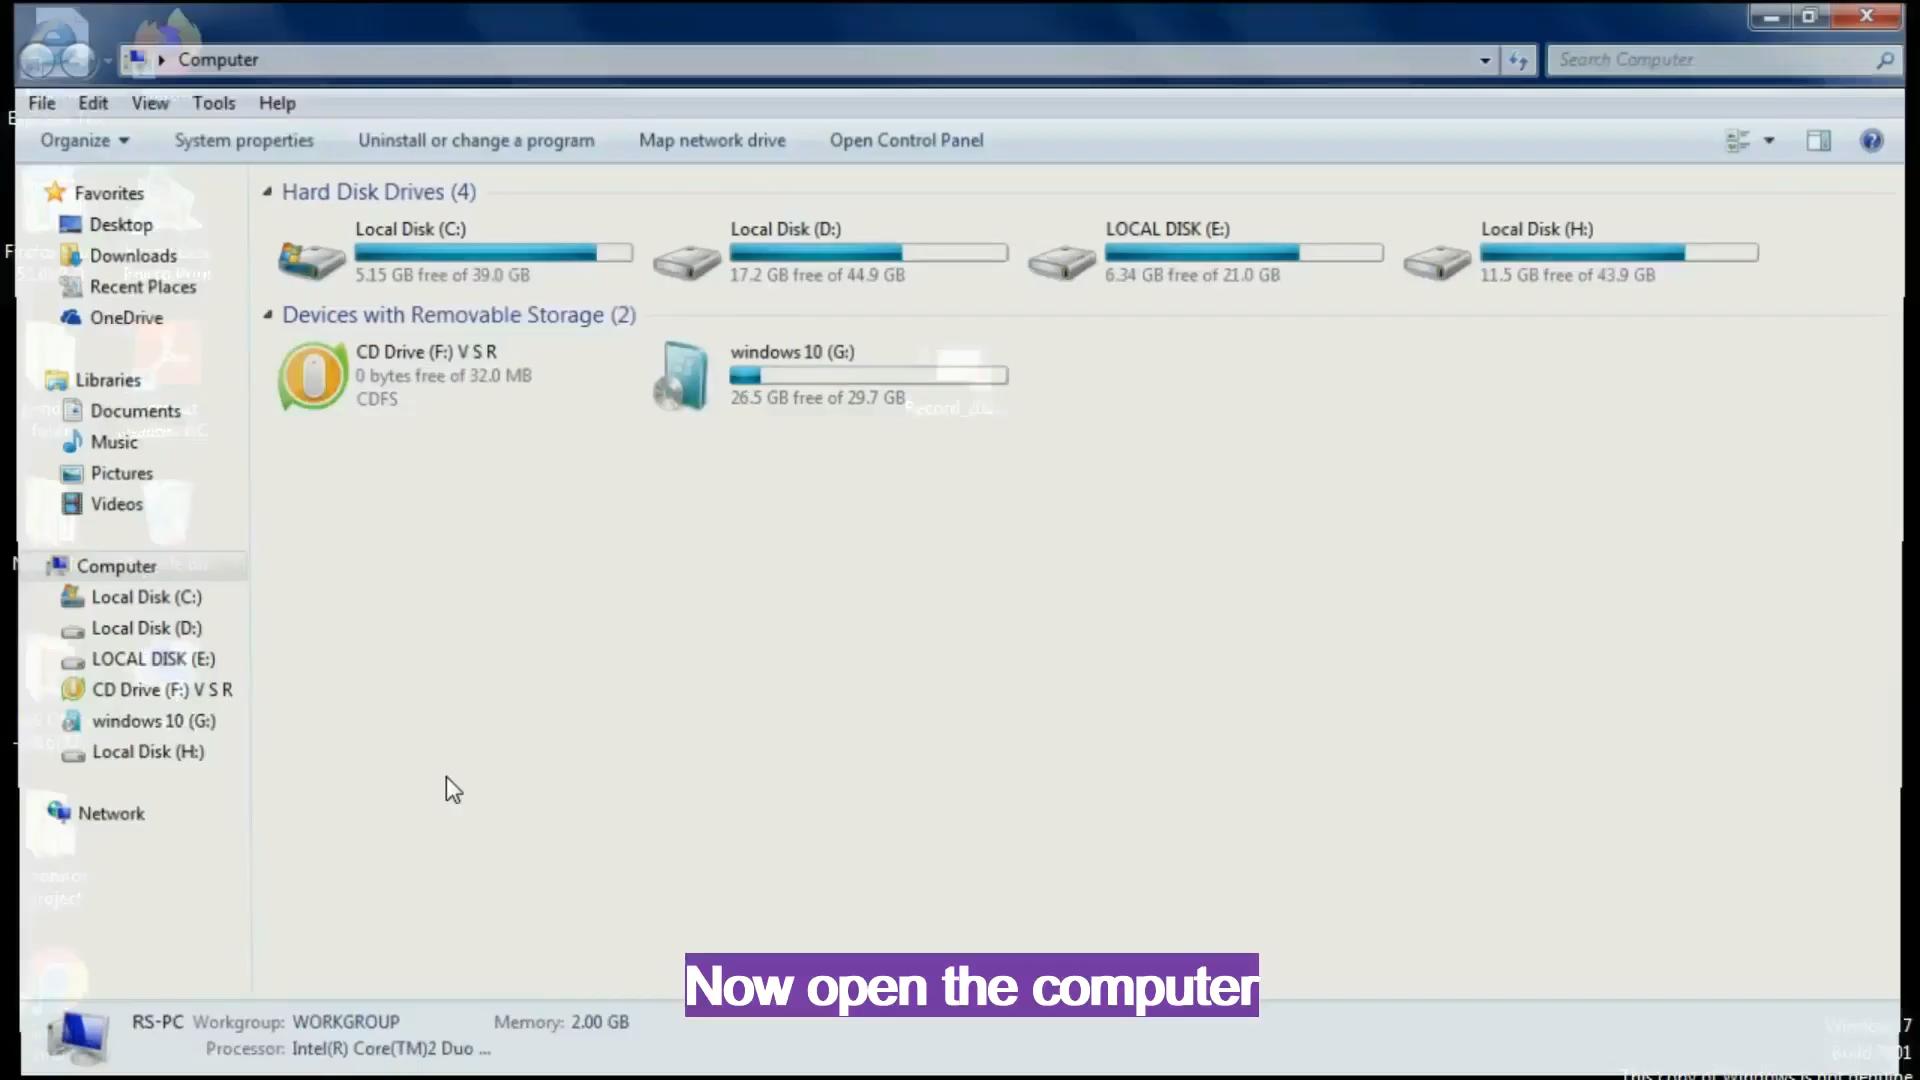 Computer
Search Computer
File Edit View Tools Help
Organize System properties Uninstall or change a program Map network drive Open Control Panel
Favorites
Desktop
Downloads
Recent Places
OneDrive
Libraries
Documents
Music
Pictures
Videos
Computer
Local Disk (C:)
Local Disk (D:)
LOCAL DISK (E:)
CD Drive (F:) V S R
windows 10 (G:)
Local Disk (H:)
Network
Hard Disk Drives (4)
Local Disk (C:)
5.15 GB free of 39.0 GB
Local Disk (D:)
17.2 GB free of 44.9 GB
LOCAL DISK (E:)
6.34 GB free of 21.0 GB
Local Disk (H:)
11.5 GB free of 43.9 GB
Devices with Removable Storage (2)
CD Drive (F:) V S R
0 bytes free of 32.0 MB
CDFS
windows 10 (G:)
26.5 GB free of 29.7 GB
Now open the computer
RS-PC Workgroup: WORKGROUP Memory: 2.00 GB
Processor: Intel(R) Core(TM)2 Duo ...
This copy of Windows is not genuine